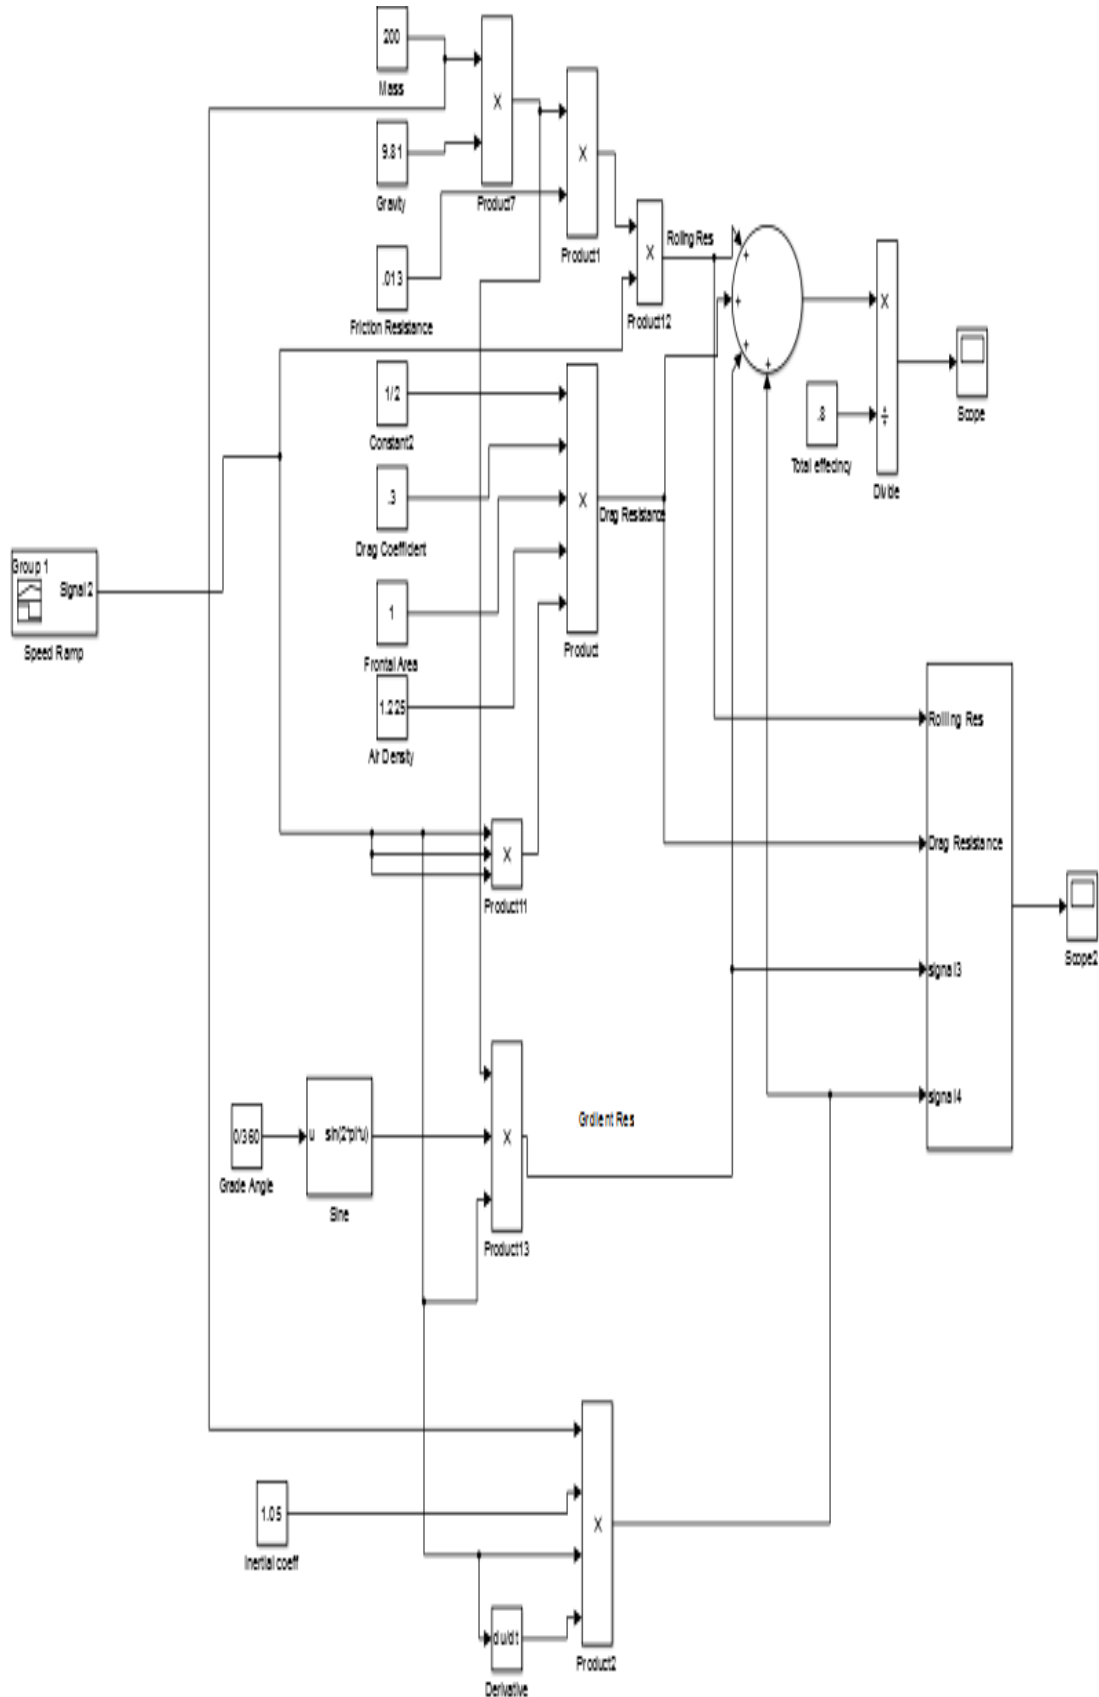 200
Mass
X
Product7
9.81
Gravity
X
Product1
.013
Friction Resistance
X
Product12
Roling Res
+
+
+
+
X
÷
Divide
Scope
.8
Total effecincy
1/2
Constant2
.3
Drag Coefficient
X
Product
Drag Resistance
1
Frontal Area
1.225
Air Density
Group 1
Signal 2
Speed Ramp
X
Product11
Rolling Res
Drag Resistance
signal3
signal4
Scope2
0/360
Grade Angle
u sin(2*pi*u)
Sine
X
Product13
Grdient Res
1.05
Inertial coeff
X
Product2
du/dt
Derivative